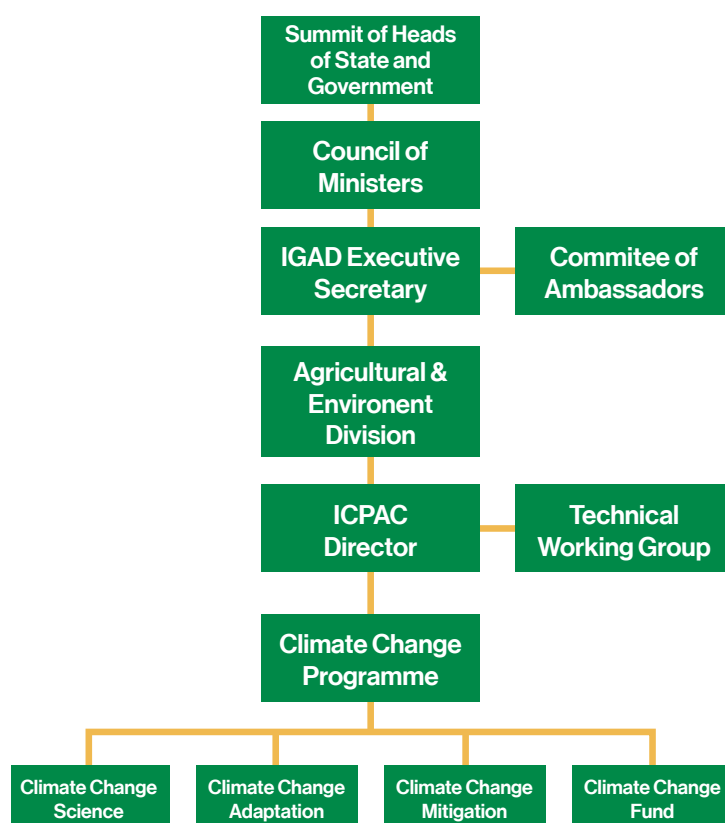 Summit of Heads
of State and
Government
Council of
Ministers
IGAD Executive
Secretary
Commitee of
Ambassadors
Agricultural &
Environent
Division
ICPAC
Director
Technical
Working Group
Climate Change
Programme
Climate Change
Science
Climate Change
Adaptation
Climate Change
Mitigation
Climate Change
Fund